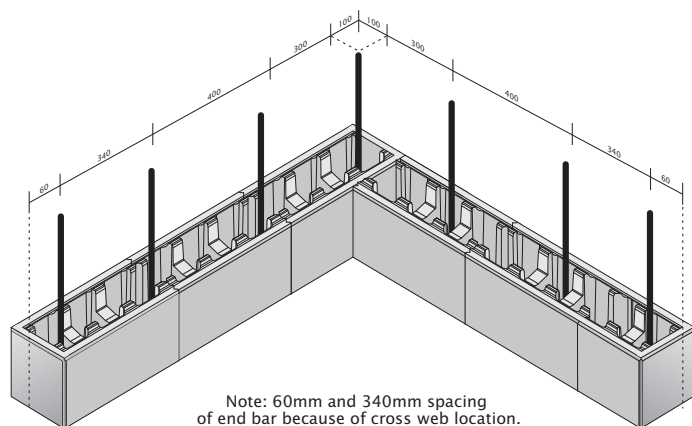 100 100
300 300
400 400
340 340
60 60
Note: 60mm and 340mm spacing
of end bar because of cross web location.